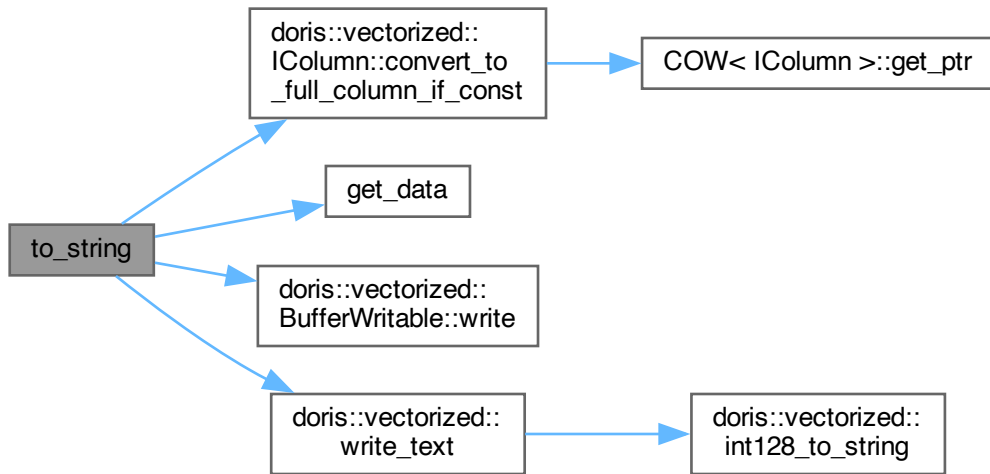 doris::vectorized::
IColumn::convert_to
_full_column_if_const
COW< IColumn >::get_ptr
get_data
to_string
doris::vectorized::
BufferWritable::write
doris::vectorized::
write_text
doris::vectorized::
int128_to_string